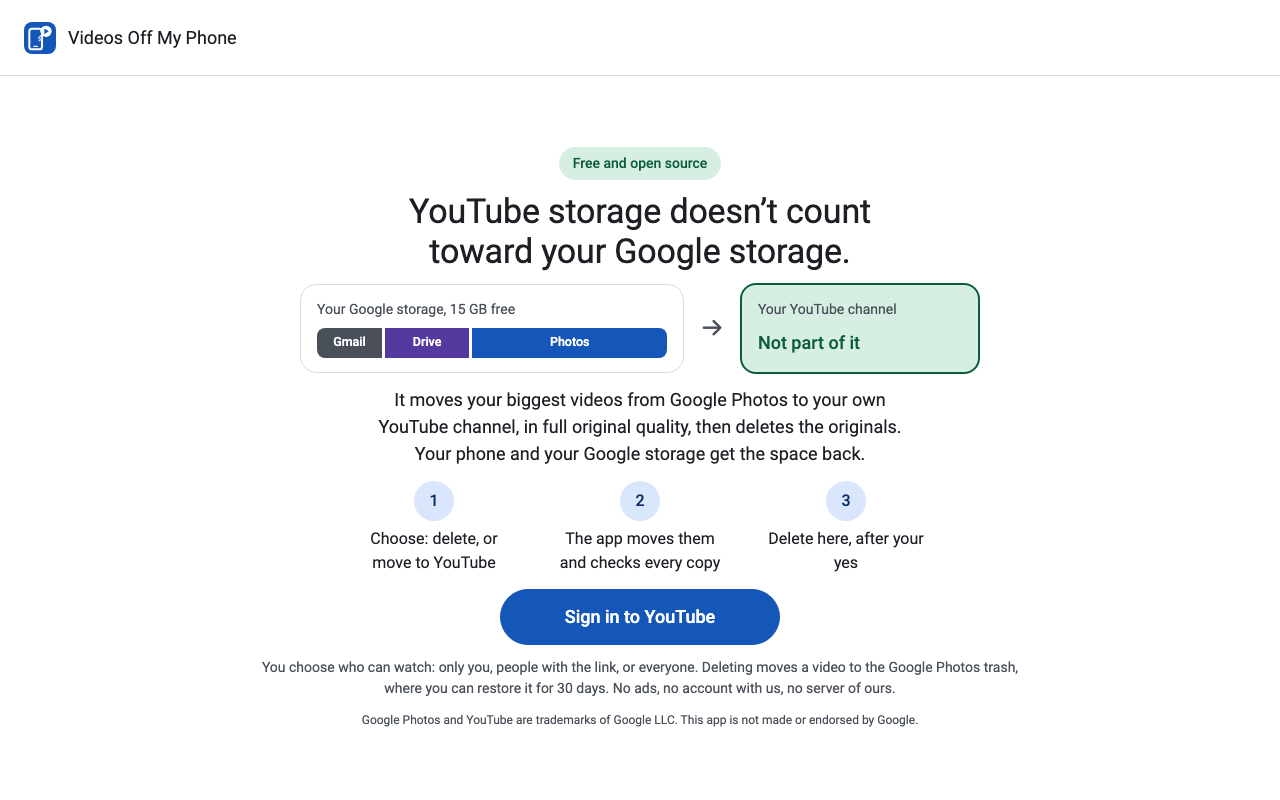 Videos Off My Phone
Free and open source
YouTube storage doesn’t count
toward your Google storage.
Your Google storage, 15 GB free
Gmail
Drive
Photos
Your YouTube channel
Not part of it
It moves your biggest videos from Google Photos to your own
YouTube channel, in full original quality, then deletes the originals.
Your phone and your Google storage get the space back.
1
Choose: delete, or
move to YouTube
2
The app moves them
and checks every copy
3
Delete here, after your
yes
Sign in to YouTube
You choose who can watch: only you, people with the link, or everyone. Deleting moves a video to the Google Photos trash,
where you can restore it for 30 days. No ads, no account with us, no server of ours.
Google Photos and YouTube are trademarks of Google LLC. This app is not made or endorsed by Google.